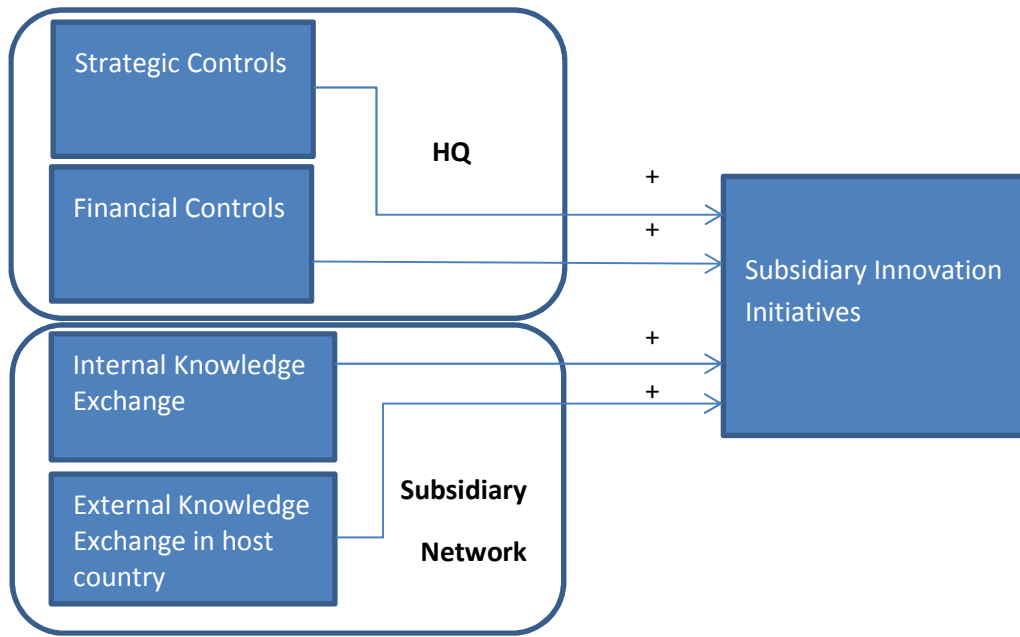 Strategic Controls
HQ
Financial Controls
+
+
Subsidiary Innovation
Initiatives
Internal Knowledge
Exchange
+
+
External Knowledge
Exchange in host
country
Subsidiary
Network